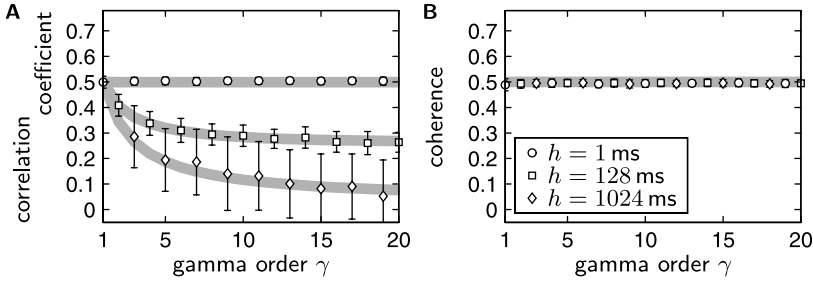 A
B
correlation coefficient
0.7
0.6
0.5
0.4
0.3
0.2
0.1
0
1
5
10
15
20
gamma order γ
coherence
0.7
0.6
0.5
0.4
0.3
0.2
0.1
0
h = 1 ms
h = 128 ms
h = 1024 ms
1
5
10
15
20
gamma order γ